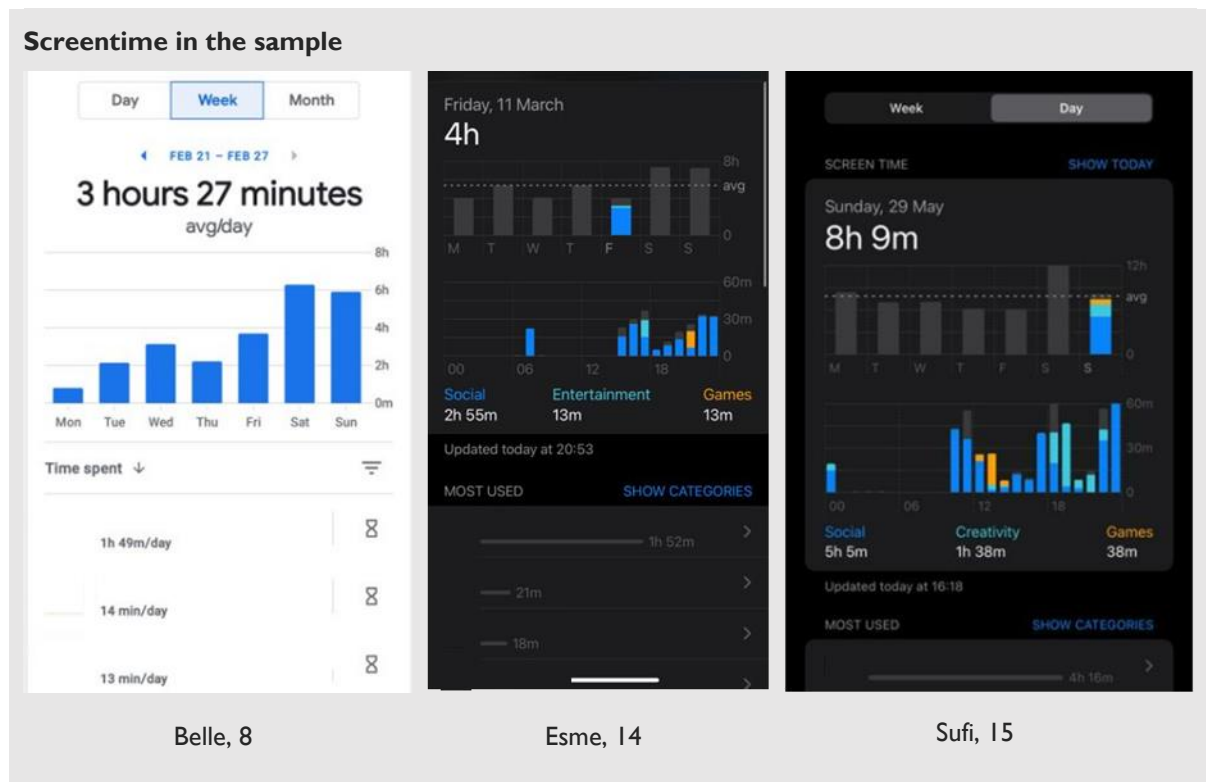 Screentime in the sample
Day Week Month
FEB 21 – FEB 27
3 hours 27 minutes
avg/day
8h
6h
4h
2h
0m
Mon Tue Wed Thu Fri Sat Sun
Time spent
1h 49m/day
14 min/day
13 min/day
Belle, 8
Friday, 11 March
4h
8h
avg
0
M T W T F S S
60m
30m
0
00 06 12 18
Social Entertainment Games
2h 55m 13m 13m
Updated today at 20:53
MOST USED SHOW CATEGORIES
1h 52m
21m
18m
Esme, 14
Week Day
SCREEN TIME SHOW TODAY
Sunday, 29 May
8h 9m
12h
avg
0
M T W T F S S
60m
30m
0
00 06 12 18
Social Creativity Games
5h 5m 1h 38m 38m
Updated today at 16:18
MOST USED SHOW CATEGORIES
4h 16m
Sufi, 15